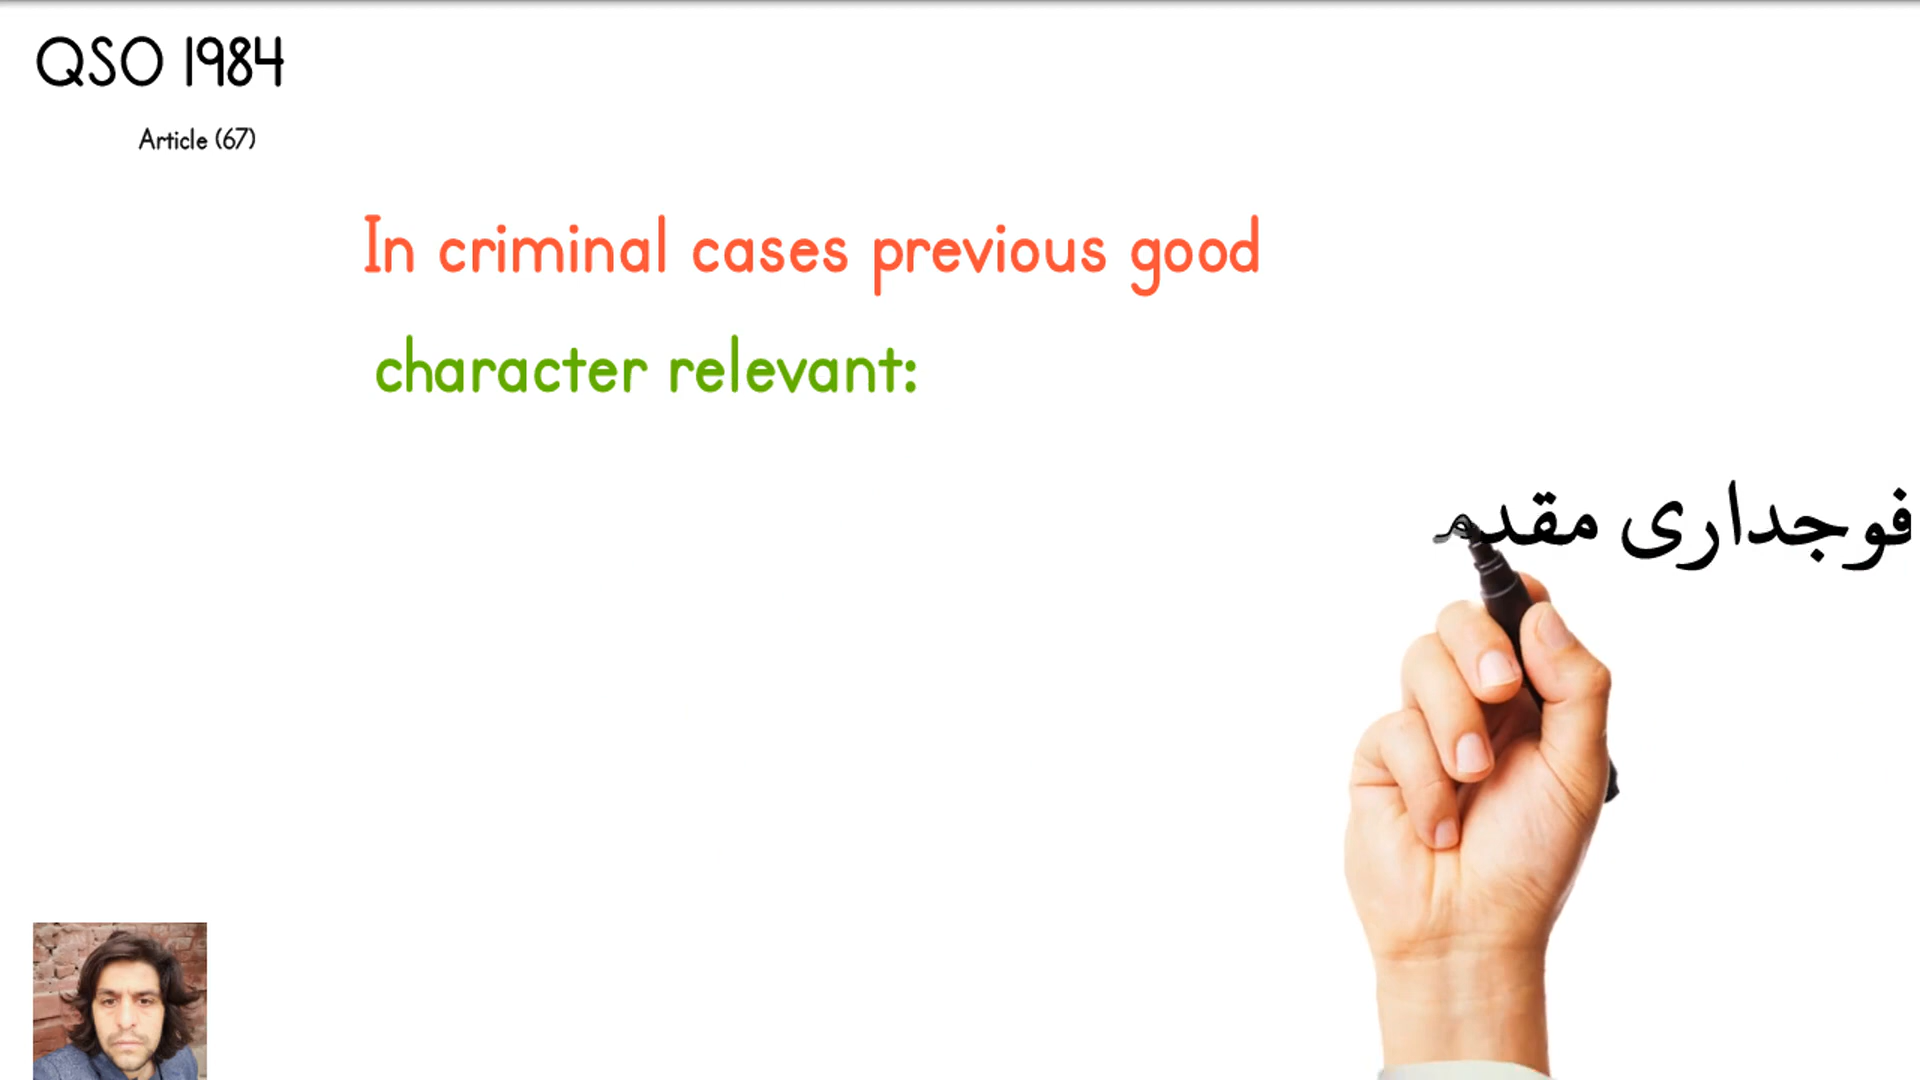 QSO 1984
Article (67)
In criminal cases previous good
character relevant:
فوجداری مقدم